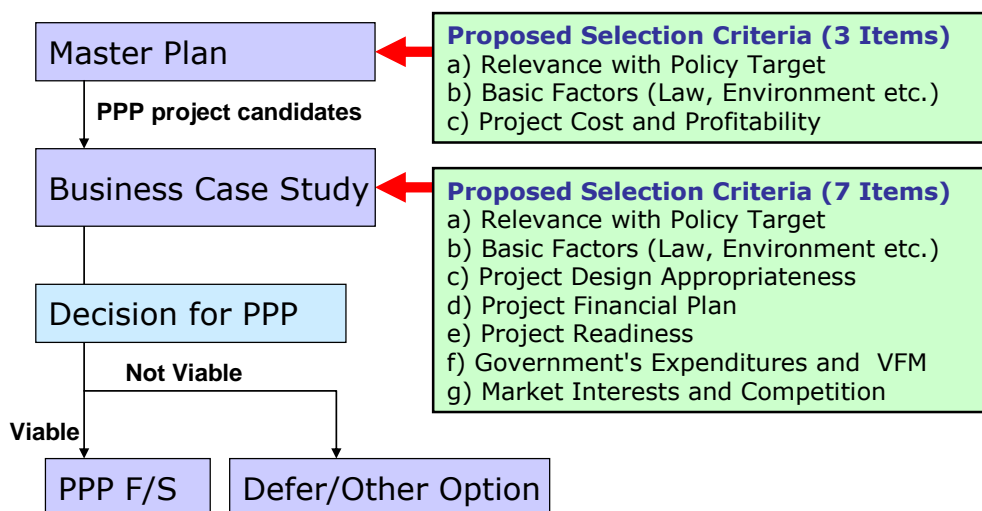 Master Plan
Proposed Selection Criteria (3 Items)
a) Relevance with Policy Target
b) Basic Factors (Law, Environment etc.)
c) Project Cost and Profitability
PPP project candidates
Business Case Study
Proposed Selection Criteria (7 Items)
a) Relevance with Policy Target
b) Basic Factors (Law, Environment etc.)
c) Project Design Appropriateness
d) Project Financial Plan
e) Project Readiness
f) Government's Expenditures and VFM
g) Market Interests and Competition
Decision for PPP
Not Viable
Viable
PPP F/S
Defer/Other Option